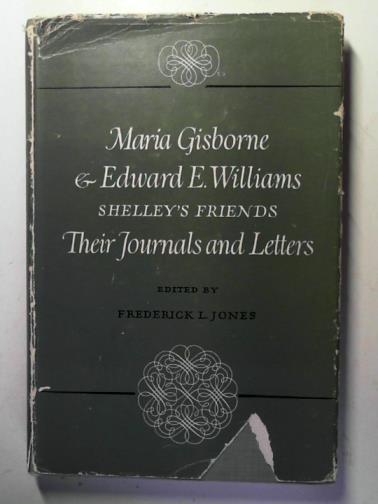 Maria Gisborne
& Edward E. Williams
SHELLEY'S FRIENDS
Their Journals and Letters
EDITED BY
FREDERICK L. JONES